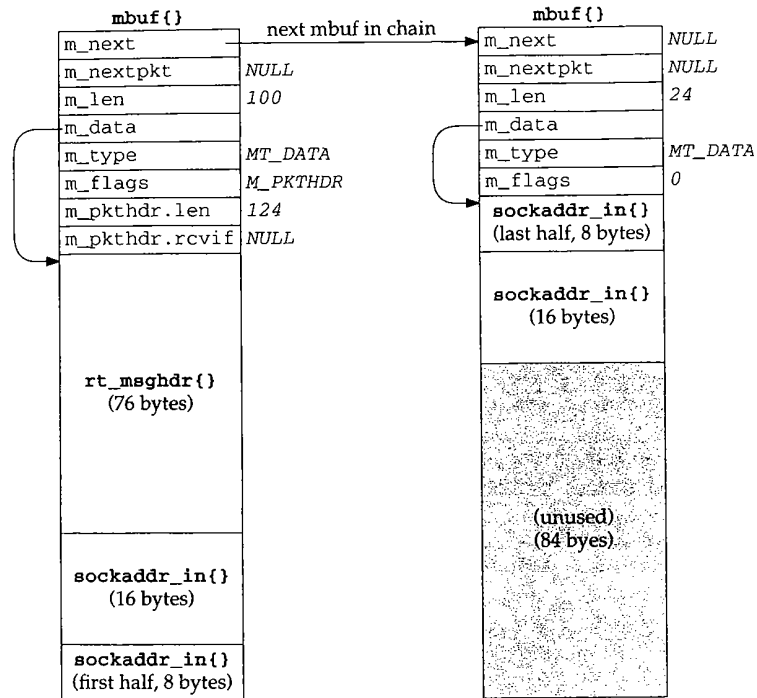 mbuf{}
m_next
m_nextpkt NULL
m_len 100
m_data
m_type MT_DATA
m_flags M_PKTHDR
m_pkthdr.len 124
m_pkthdr.rcvif NULL
rt_msghdr{}
(76 bytes)
sockaddr_in{}
(16 bytes)
sockaddr_in{}
(first half, 8 bytes)
next mbuf in chain
mbuf{}
m_next NULL
m_nextpkt NULL
m_len 24
m_data
m_type MT_DATA
m_flags 0
sockaddr_in{}
(last half, 8 bytes)
sockaddr_in{}
(16 bytes)
(unused)
(84 byes)